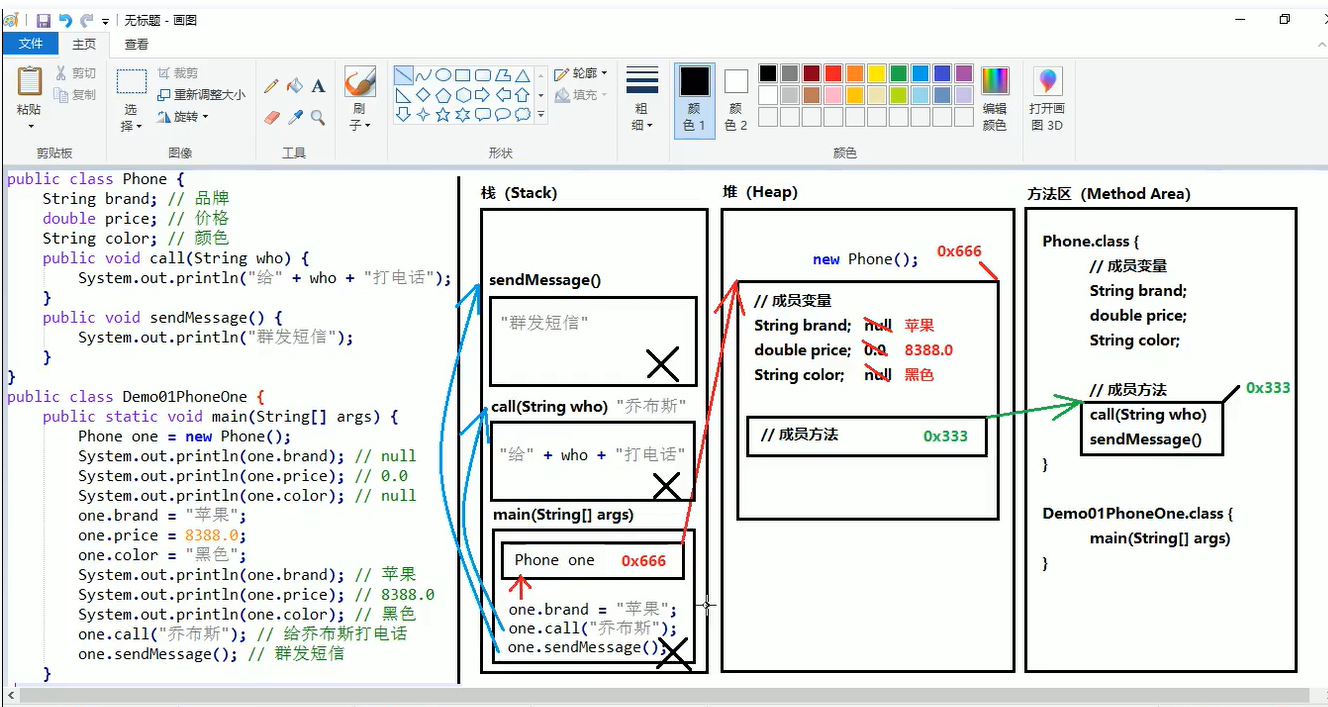 无标题 - 画图
文件 主页 查看
粘贴
剪切
复制
剪贴板
选择
裁剪
重新调整大小
旋转
图像
A
工具
刷子
形状
轮廓
填充
粗细
颜色 1
颜色 2
颜色
编辑颜色
打开画图 3D
public class Phone {
String brand; // 品牌
double price; // 价格
String color; // 颜色
public void call(String who) {
System.out.println("给" + who + "打电话");
}
public void sendMessage() {
System.out.println("群发短信");
}
}
public class Demo01PhoneOne {
public static void main(String[] args) {
Phone one = new Phone();
System.out.println(one.brand); // null
System.out.println(one.price); // 0.0
System.out.println(one.color); // null
one.brand = "苹果";
one.price = 8388.0;
one.color = "黑色";
System.out.println(one.brand); // 苹果
System.out.println(one.price); // 8388.0
System.out.println(one.color); // 黑色
one.call("乔布斯"); // 给乔布斯打电话
one.sendMessage(); // 群发短信
}
栈 (Stack)
sendMessage()
"群发短信"
call(String who) "乔布斯"
"给" + who + "打电话"
main(String[] args)
Phone one 0x666
one.brand = "苹果";
one.call("乔布斯");
one.sendMessage();
堆 (Heap)
new Phone(); 0x666
// 成员变量
String brand; null 苹果
double price; 0.0 8388.0
String color; null 黑色
// 成员方法 0x333
方法区 (Method Area)
Phone.class {
// 成员变量
String brand;
double price;
String color;
// 成员方法 0x333
call(String who)
sendMessage()
}
Demo01PhoneOne.class {
main(String[] args)
}